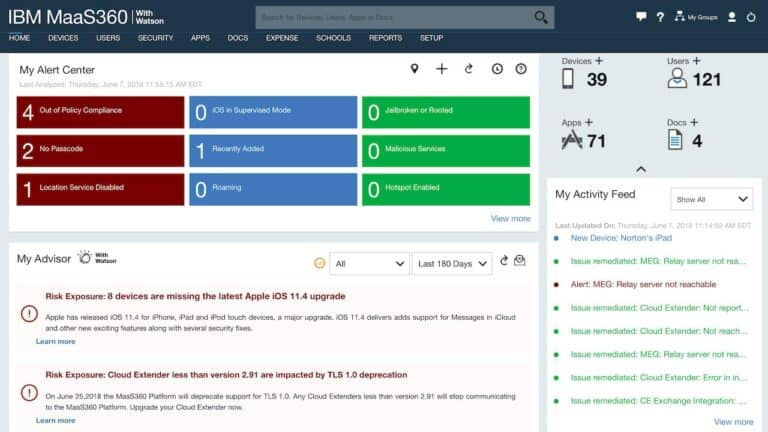 IBM MaaS360 | With Watson
Search for Devices, Users, Apps or Docs
My Groups
HOME DEVICES USERS SECURITY APPS DOCS EXPENSE SCHOOLS REPORTS SETUP
My Alert Center
Last Analyzed: Thursday, June 7, 2018 11:55:15 AM EDT
4 Out of Policy Compliance
0 iOS in Supervised Mode
0 Jailbroken or Rooted
2 No Passcode
1 Recently Added
0 Malicious Services
1 Location Service Disabled
0 Roaming
0 Hotspot Enabled
View more
Devices +
39
Users +
121
Apps +
71
Docs +
4
My Activity Feed
Show All
Last Updated On: Thursday, June 7, 2018 11:14:59 AM EDT
New Device: Norton's iPad
Issue remediated: MEG: Relay server not rea...
Alert: MEG: Relay server not reachable
Issue remediated: Cloud Extender: Not report...
Issue remediated: Cloud Extender: Not reach...
Issue remediated: MEG: Relay server not rea...
Issue remediated: Cloud Extender: Error in in...
Issue remediated: CE Exchange Integration: ...
View more
My Advisor With Watson
All
Last 180 Days
Risk Exposure: 8 devices are missing the latest Apple iOS 11.4 upgrade
Apple has released iOS 11.4 for iPhone, iPad and iPod touch devices, a major upgrade. iOS 11.4 delivers adds support for Messages in iCloud
and other new exciting features along with several security fixes.
Learn more
Risk Exposure: Cloud Extender less than version 2.91 are impacted by TLS 1.0 deprecation
On June 25,2018 the MaaS360 Platform will deprecate support for TLS 1.0. Any Cloud Extenders less than version 2.91 will stop communicating
to the MaaS360 Platform. Upgrade your Cloud Extender now.
Learn more